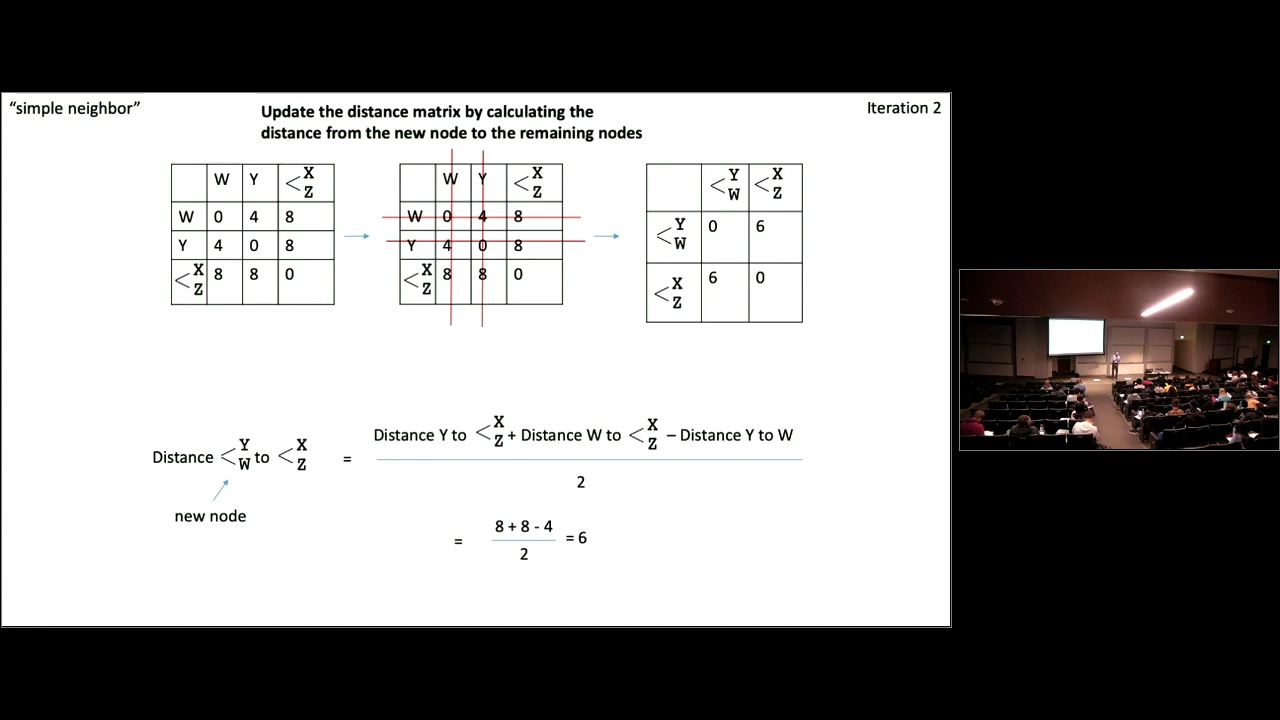 “simple neighbor”
Update the distance matrix by calculating the
distance from the new node to the remaining nodes
Iteration 2
W Y <X Z
W 0 4 8
Y 4 0 8
<X Z 8 8 0
W Y <X Z
W 0 4 8
Y 4 0 8
<X Z 8 8 0
<Y W <X Z
<Y W 0 6
<X Z 6 0
Distance <Y W to <X Z =
Distance Y to <X Z + Distance W to <X Z – Distance Y to W
2
new node
= 8 + 8 - 4 = 6
2